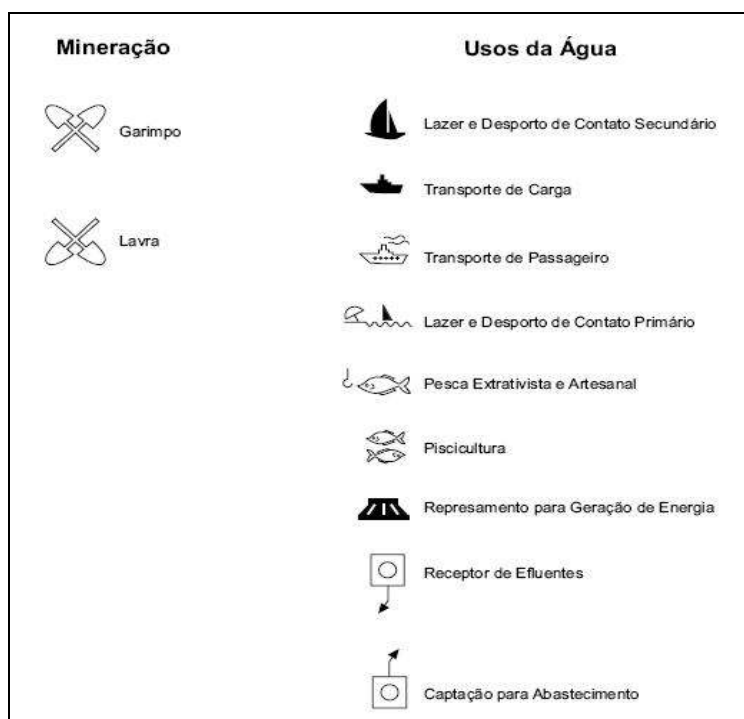 Mineração
Garimpo
Lavra
Usos da Água
Lazer e Desporto de Contato Secundário
Transporte de Carga
Transporte de Passageiro
Lazer e Desporto de Contato Primário
Pesca Extrativista e Artesanal
Piscicultura
Represamento para Geração de Energia
Receptor de Efluentes
Captação para Abastecimento